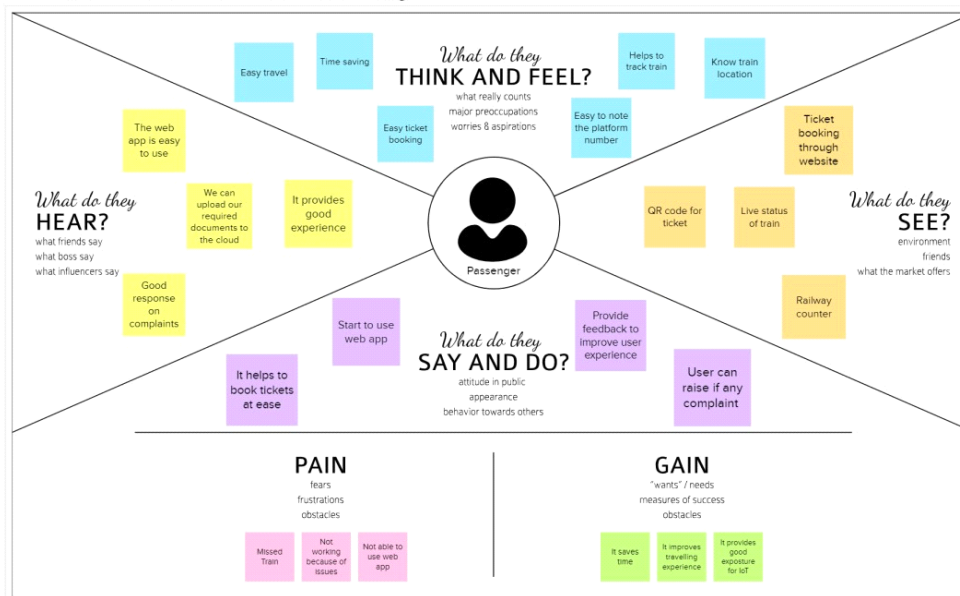 What do they
THINK AND FEEL?
what really counts
major preoccupations
worries & aspirations
Easy travel
Time saving
Easy ticket
booking
Helps to
track train
Know train
location
Easy to note
the platform
number
What do they
HEAR?
what friends say
what boss say
what influencers say
The web
app is easy
to use
We can
upload our
required
documents to
the cloud
It provides
good
experience
Good
response
on
complaints
Passenger
What do they
SEE?
environment
friends
what the market offers
Ticket
booking
through
website
QR code for
ticket
Live status
of train
Railway
counter
What do they
SAY AND DO?
attitude in public
appearance
behavior towards others
Start to use
web app
It helps to
book tickets
at ease
Provide
feedback to
improve user
experience
User can
raise if any
complaint
PAIN
fears
frustrations
obstacles
Missed
Train
Not
working
because of
issues
Not able to
use web
app
GAIN
"wants" / needs
measures of success
obstacles
It saves
time
It improves
travelling
experience
It provides
good
exposture
for IoT